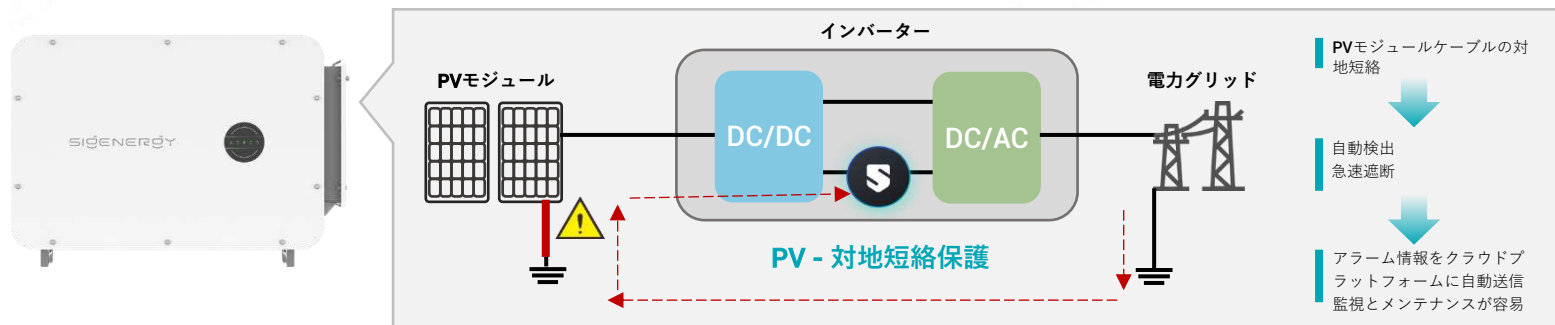 SIGENERGY
インバーター
PVモジュール
電力グリッド
DC/DC
DC/AC
PV - 対地短絡保護
PVモジュールケーブルの対
地短絡
自動検出
急速遮断
アラーム情報をクラウドプ
ラットフォームに自動送信
監視とメンテナンスが容易